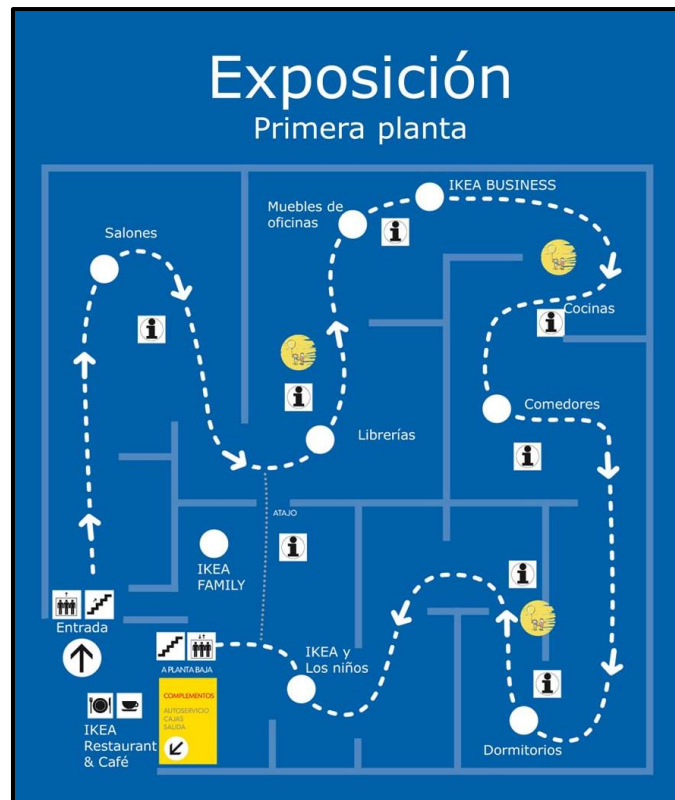 Exposición
Primera planta
IKEA BUSINESS
Muebles de
oficinas
Salones
Cocinas
Comedores
Librerías
ATAJO
IKEA
FAMILY
Entrada
IKEA y
Los niños
A PLANTA BAJA
COMPLEMENTOS
AUTOSERVICIO
CAJAS
SALIDA
IKEA
Restaurant
& Café
Dormitorios